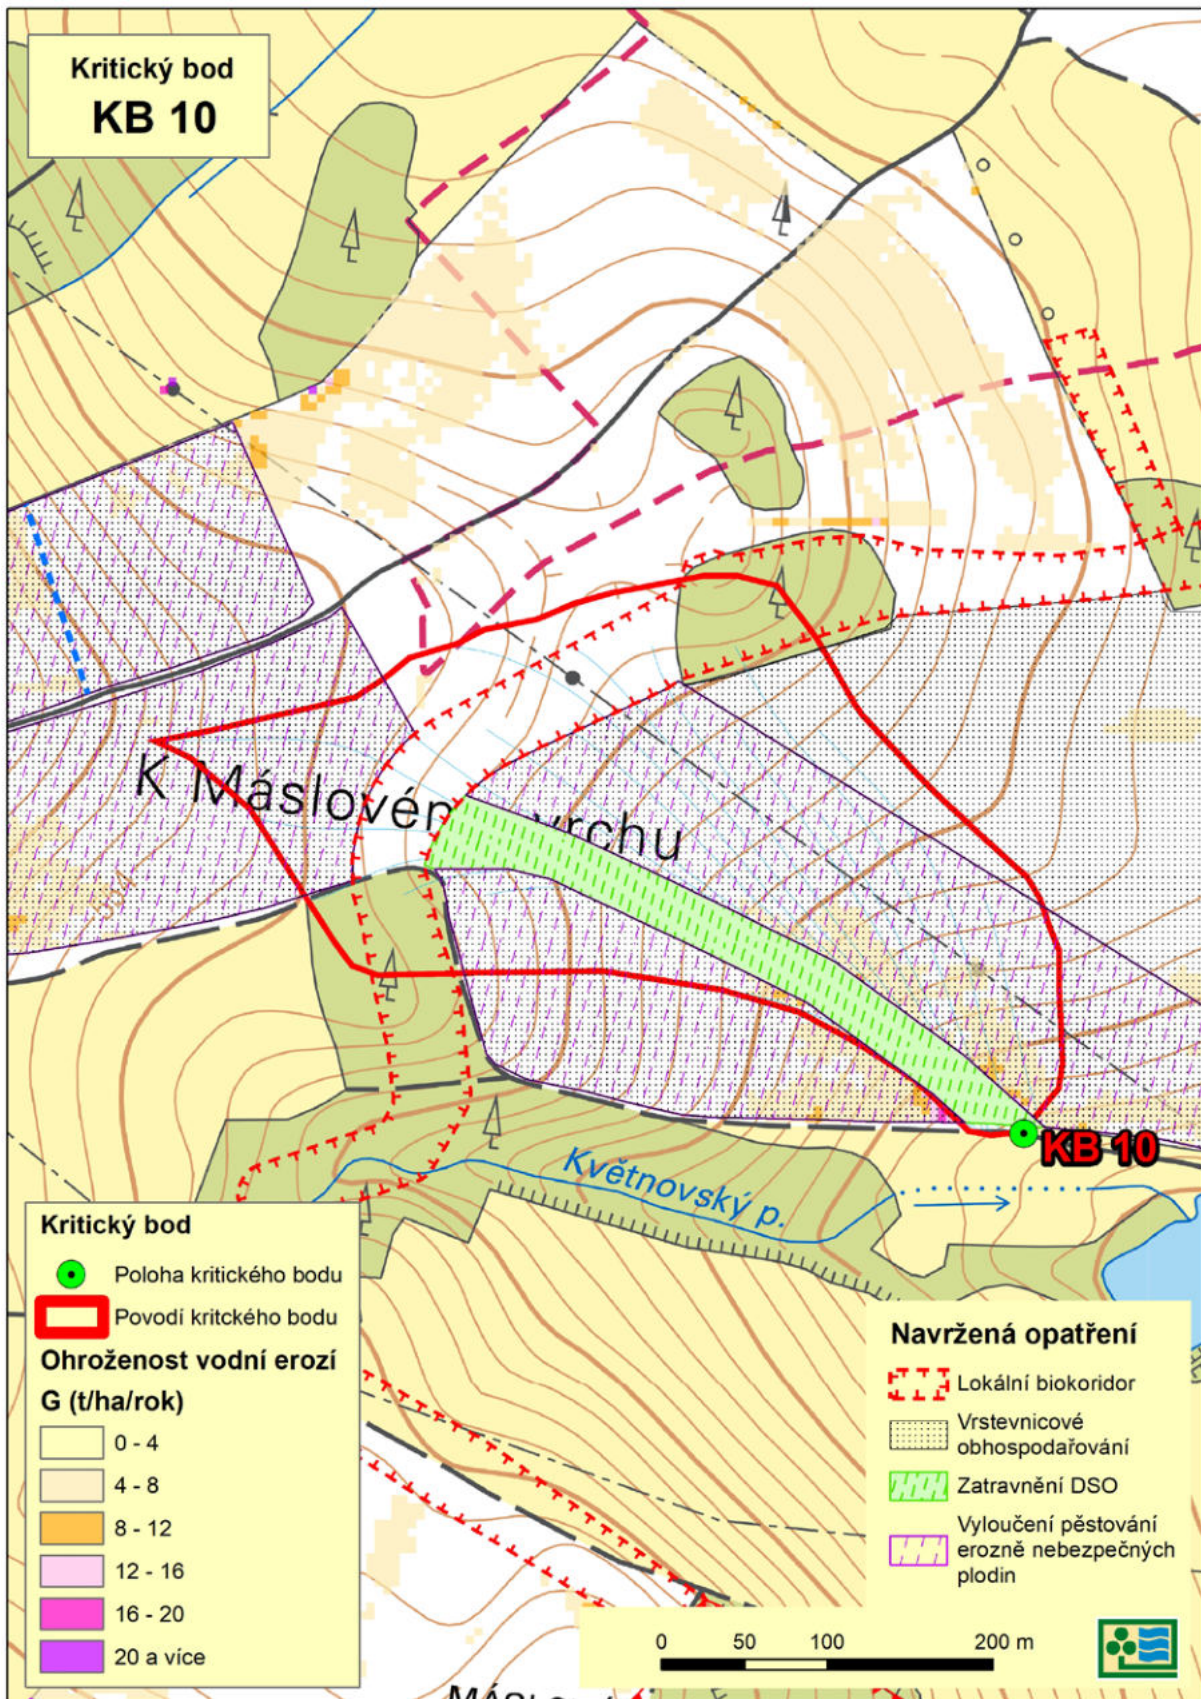 Kritický bod
KB 10
K Máslovém vrchu
KB 10
Květnovský p.
Kritický bod
Poloha kritického bodu
Povodí kritckého bodu
Ohroženost vodní erozí
G (t/ha/rok)
0 - 4
4 - 8
8 - 12
12 - 16
16 - 20
20 a více
Navržená opatření
Lokální biokoridor
Vrstevnicové
obhospodařování
Zatravnění DSO
Vyloučení pěstování
erozně nebezpečných
plodin
0 50 100 200 m